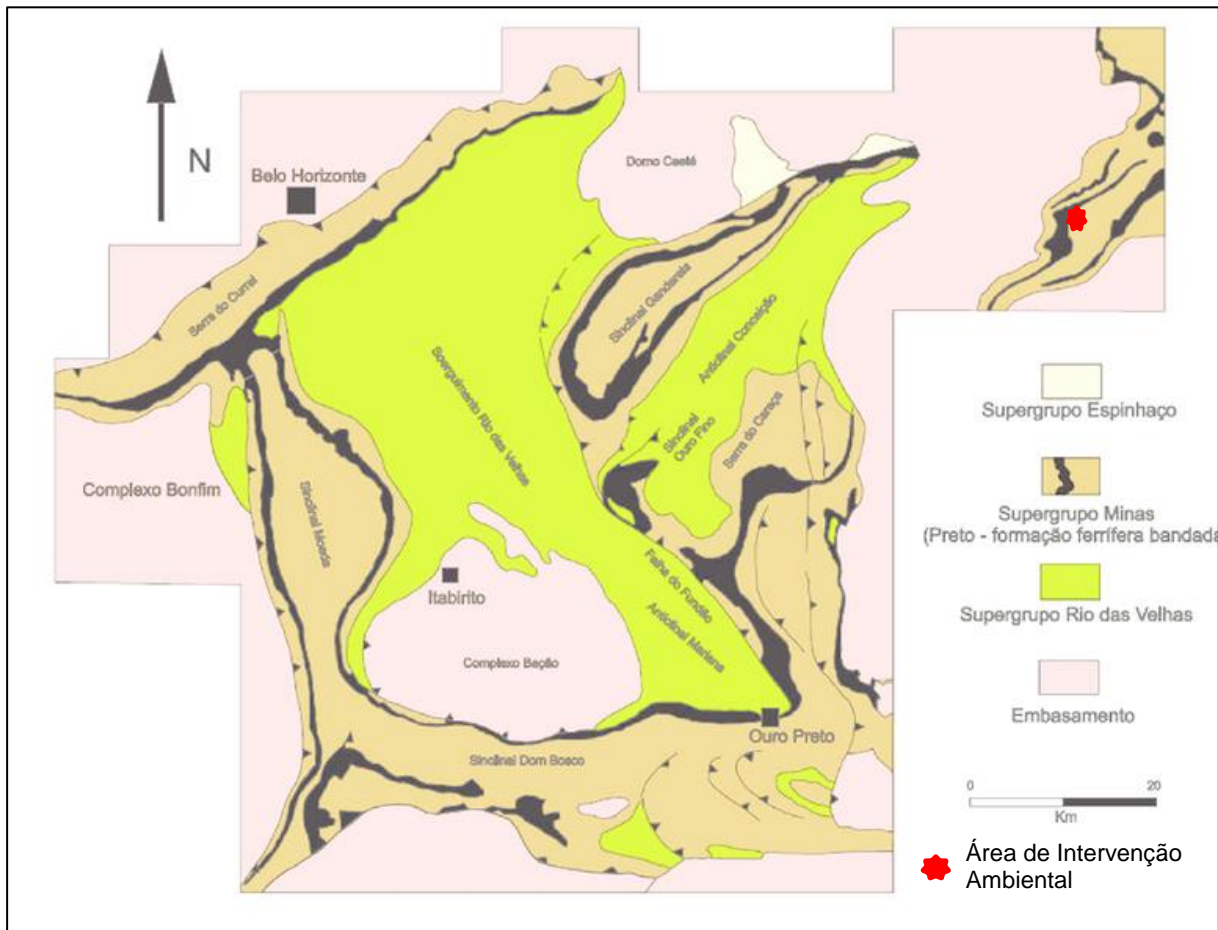 N
Belo Horizonte
Domo Caeté
Serra do Curral
Sinclinal Gandarela
Anticlinal Conceição
Soerguimento Rio das Velhas
Sinclinal
Ouro Fino
Serra do Caraça
Complexo Bonfim
Sinclinal Moeda
Itabirito
Falha do Fundão
Anticlinal Mariana
Complexo Bação
Ouro Preto
Sinclinal Dom Bosco
Supergrupo Espinhaço
Supergrupo Minas
(Preto - formação ferrífera bandada
Supergrupo Rio das Velhas
Embasamento
0 20
Km
Área de Intervenção
Ambiental